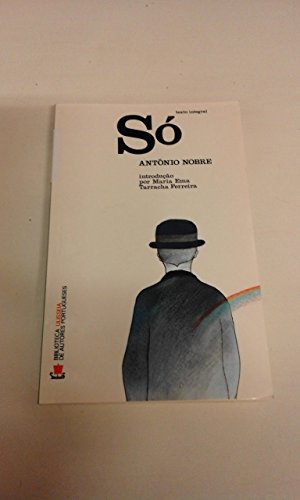 texto integral
Só
ANTÓNIO NOBRE
introdução
por Maria Ema
Tarracha Ferreira
BIBLIOTECA ULISSEIA
DE AUTORES PORTUGUESES